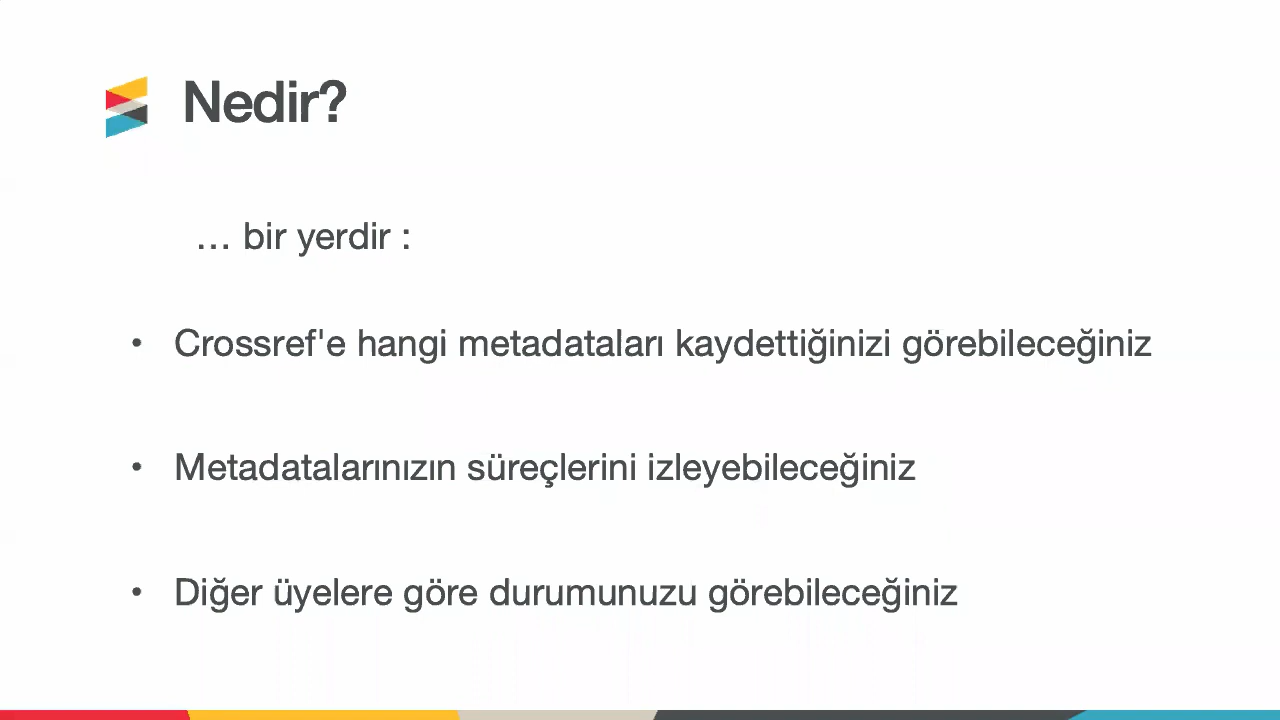 Nedir?
… bir yerdir :
• Crossref'e hangi metadataları kaydettiğinizi görebileceğiniz
• Metadatalarınızın süreçlerini izleyebileceğiniz
• Diğer üyelere göre durumunuzu görebileceğiniz